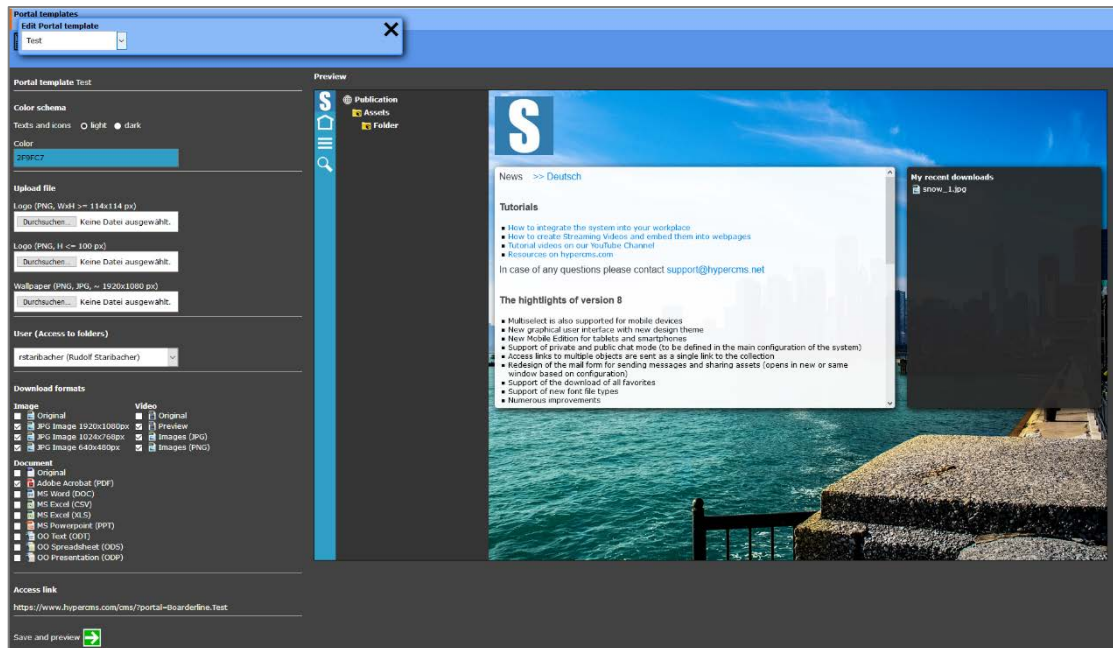 Portal templates
Edit Portal template
Test
Portal template Test
Color schema
Texts and icons light dark
Color
2F9FC7
Upload file
Logo (PNG, WxH >= 114x114 px)
Durchsuchen... Keine Datei ausgewählt.
Logo (PNG, H <= 100 px)
Durchsuchen... Keine Datei ausgewählt.
Wallpaper (PNG, JPG, ~ 1920x1080 px)
Durchsuchen... Keine Datei ausgewählt.
User (Access to folders)
rstaribacher (Rudolf Staribacher)
Download formats
Image Video
Original Original
JPG Image 1920x1080px Preview
JPG Image 1024x768px Images (JPG)
JPG Image 640x480px Images (PNG)
Document
Original
Adobe Acrobat (PDF)
MS Word (DOC)
MS Excel (CSV)
MS Excel (XLS)
MS Powerpoint (PPT)
OO Text (ODT)
OO Spreadsheet (ODS)
OO Presentation (ODP)
Access link
https://www.hypercms.com/cms/?portal=Boarderline.Test
Save and preview
Preview
S
Publication
Assets
Folder
S
News >> Deutsch
Tutorials
How to integrate the system into your workplace
How to create Streaming Videos and embed them into webpages
Tutorial videos on our YouTube Channel
Resources on hypercms.com
In case of any questions please contact support@hypercms.net
The hightlights of version 8
Multiselect is also supported for mobile devices
New graphical user interface with new design theme
New Mobile Edition for tablets and smartphones
Support of private and public chat mode (to be defined in the main configuration of the system)
Access links to multiple objects are sent as a single link to the collection
Redesign of the mail form for sending messages and sharing assets (opens in new or same
window based on configuration)
Support of the download of all favorites
Support of new font file types
Numerous improvements
My recent downloads
snow_1.jpg